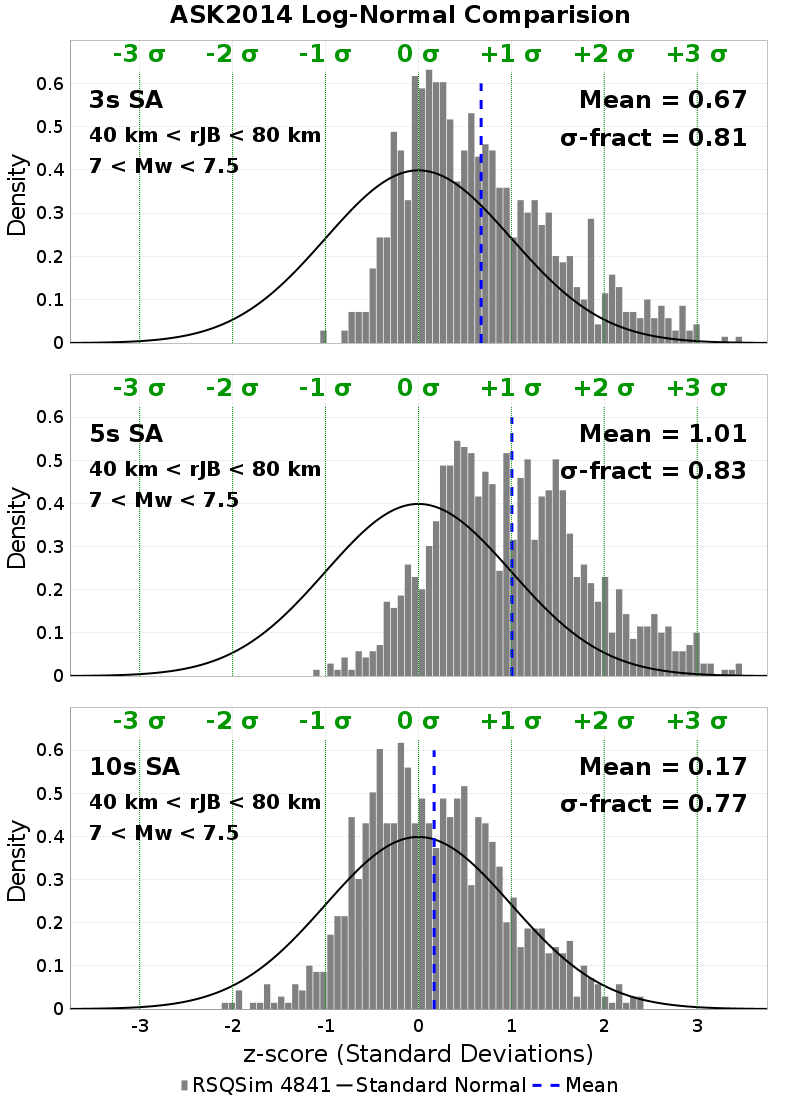 ASK2014 Log-Normal Comparision
-3 σ -2 σ -1 σ 0 σ +1 σ +2 σ +3 σ
3s SA
40 km < rJB < 80 km
7 < Mw < 7.5
Mean = 0.67
σ-fract = 0.81
Density
0.6
0.5
0.4
0.3
0.2
0.1
0
-3 σ -2 σ -1 σ 0 σ +1 σ +2 σ +3 σ
5s SA
40 km < rJB < 80 km
7 < Mw < 7.5
Mean = 1.01
σ-fract = 0.83
Density
0.6
0.5
0.4
0.3
0.2
0.1
0
-3 σ -2 σ -1 σ 0 σ +1 σ +2 σ +3 σ
10s SA
40 km < rJB < 80 km
7 < Mw < 7.5
Mean = 0.17
σ-fract = 0.77
Density
0.6
0.5
0.4
0.3
0.2
0.1
0
-3 -2 -1 0 1 2 3
z-score (Standard Deviations)
RSQSim 4841 Standard Normal Mean